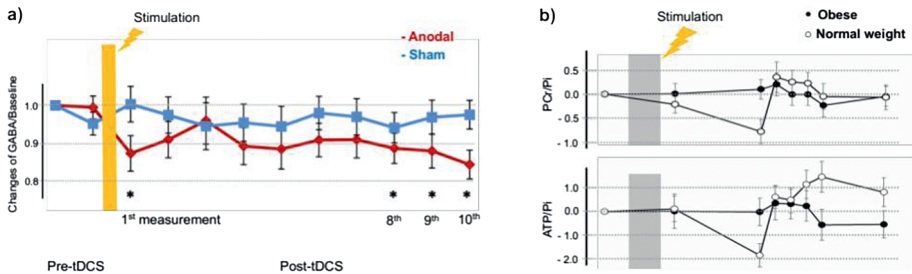 a)
Stimulation
- Anodal
- Sham
Changes of GABA/Baseline
1.0
0.9
0.8
*
*
*
*
1st measurement
8th
9th
10th
Pre-tDCS
Post-tDCS
b)
Stimulation
Obese
Normal weight
PCr/Pi
0.5
0.0
- 0.5
- 1.0
ATP/Pi
1.0
0.0
- 1.0
- 2.0